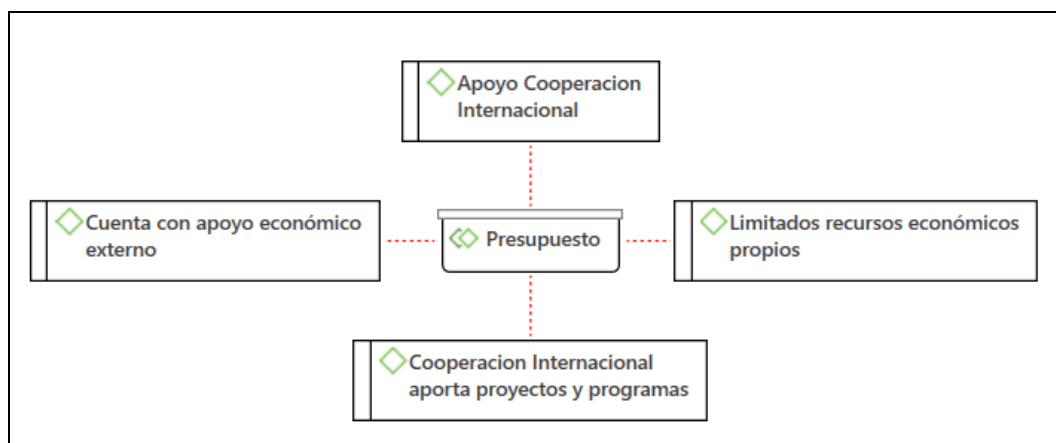 Apoyo Cooperacion
Internacional
Cuenta con apoyo económico
externo
Presupuesto
Limitados recursos económicos
propios
Cooperacion Internacional
aporta proyectos y programas